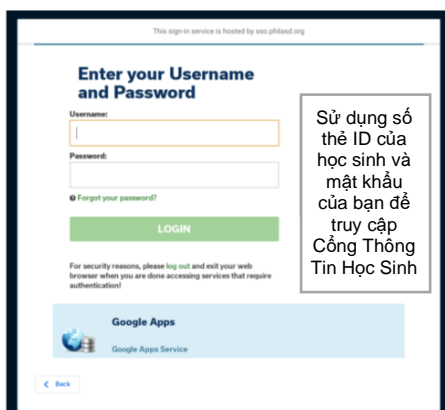 This sign-in service is hosted by sso.philasd.org
Enter your Username
and Password
Username:
Password:
Forgot your password?
LOGIN
For security reasons, please log out and exit your web
browser when you are done accessing services that require
authentication!
Google Apps
Google Apps Service
Back
Sử dụng số
thẻ ID của
học sinh và
mật khẩu
của bạn để
truy cập
Cổng Thông
Tin Học Sinh